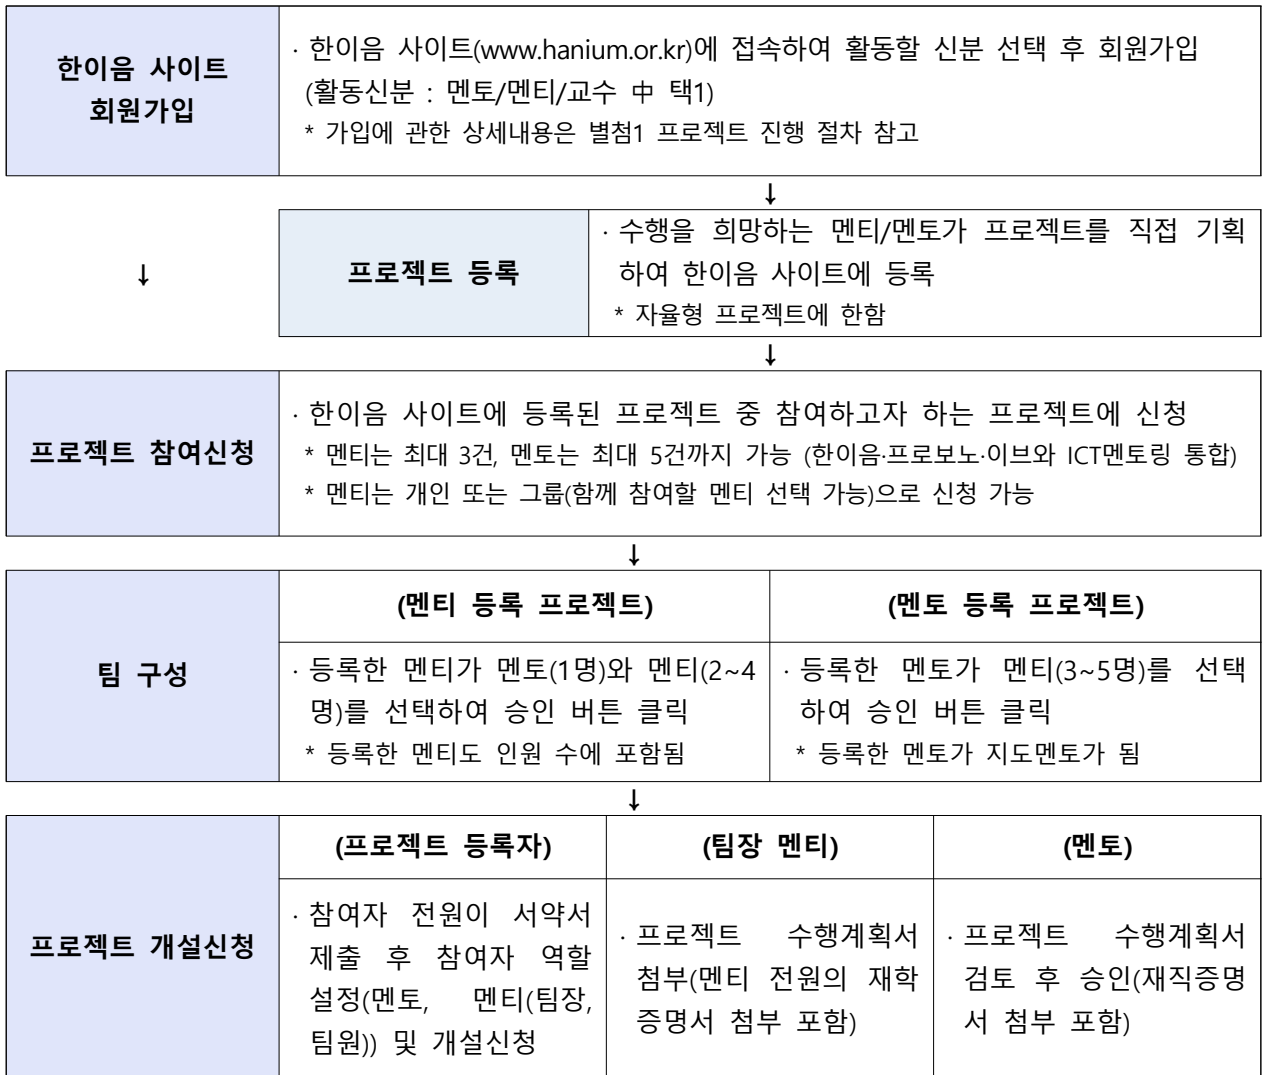 한이음 사이트
회원가입
· 한이음 사이트(www.hanium.or.kr)에 접속하여 활동할 신분 선택 후 회원가입
(활동신분 : 멘토/멘티/교수 中 택1)
* 가입에 관한 상세내용은 별첨1 프로젝트 진행 절차 참고
↓
↓
프로젝트 등록
· 수행을 희망하는 멘티/멘토가 프로젝트를 직접 기획
하여 한이음 사이트에 등록
* 자율형 프로젝트에 한함
↓
프로젝트 참여신청
· 한이음 사이트에 등록된 프로젝트 중 참여하고자 하는 프로젝트에 신청
* 멘티는 최대 3건, 멘토는 최대 5건까지 가능 (한이음·프로보노·이브와 ICT멘토링 통합)
* 멘티는 개인 또는 그룹(함께 참여할 멘티 선택 가능)으로 신청 가능
↓
팀 구성
(멘티 등록 프로젝트)
· 등록한 멘티가 멘토(1명)와 멘티(2~4
명)를 선택하여 승인 버튼 클릭
* 등록한 멘티도 인원 수에 포함됨
(멘토 등록 프로젝트)
· 등록한 멘토가 멘티(3~5명)를 선택
하여 승인 버튼 클릭
* 등록한 멘토가 지도멘토가 됨
↓
프로젝트 개설신청
(프로젝트 등록자)
· 참여자 전원이 서약서
제출 후 참여자 역할
설정(멘토, 멘티(팀장,
팀원)) 및 개설신청
(팀장 멘티)
· 프로젝트 수행계획서
첨부(멘티 전원의 재학
증명서 첨부 포함)
(멘토)
· 프로젝트 수행계획서
검토 후 승인(재직증명
서 첨부 포함)